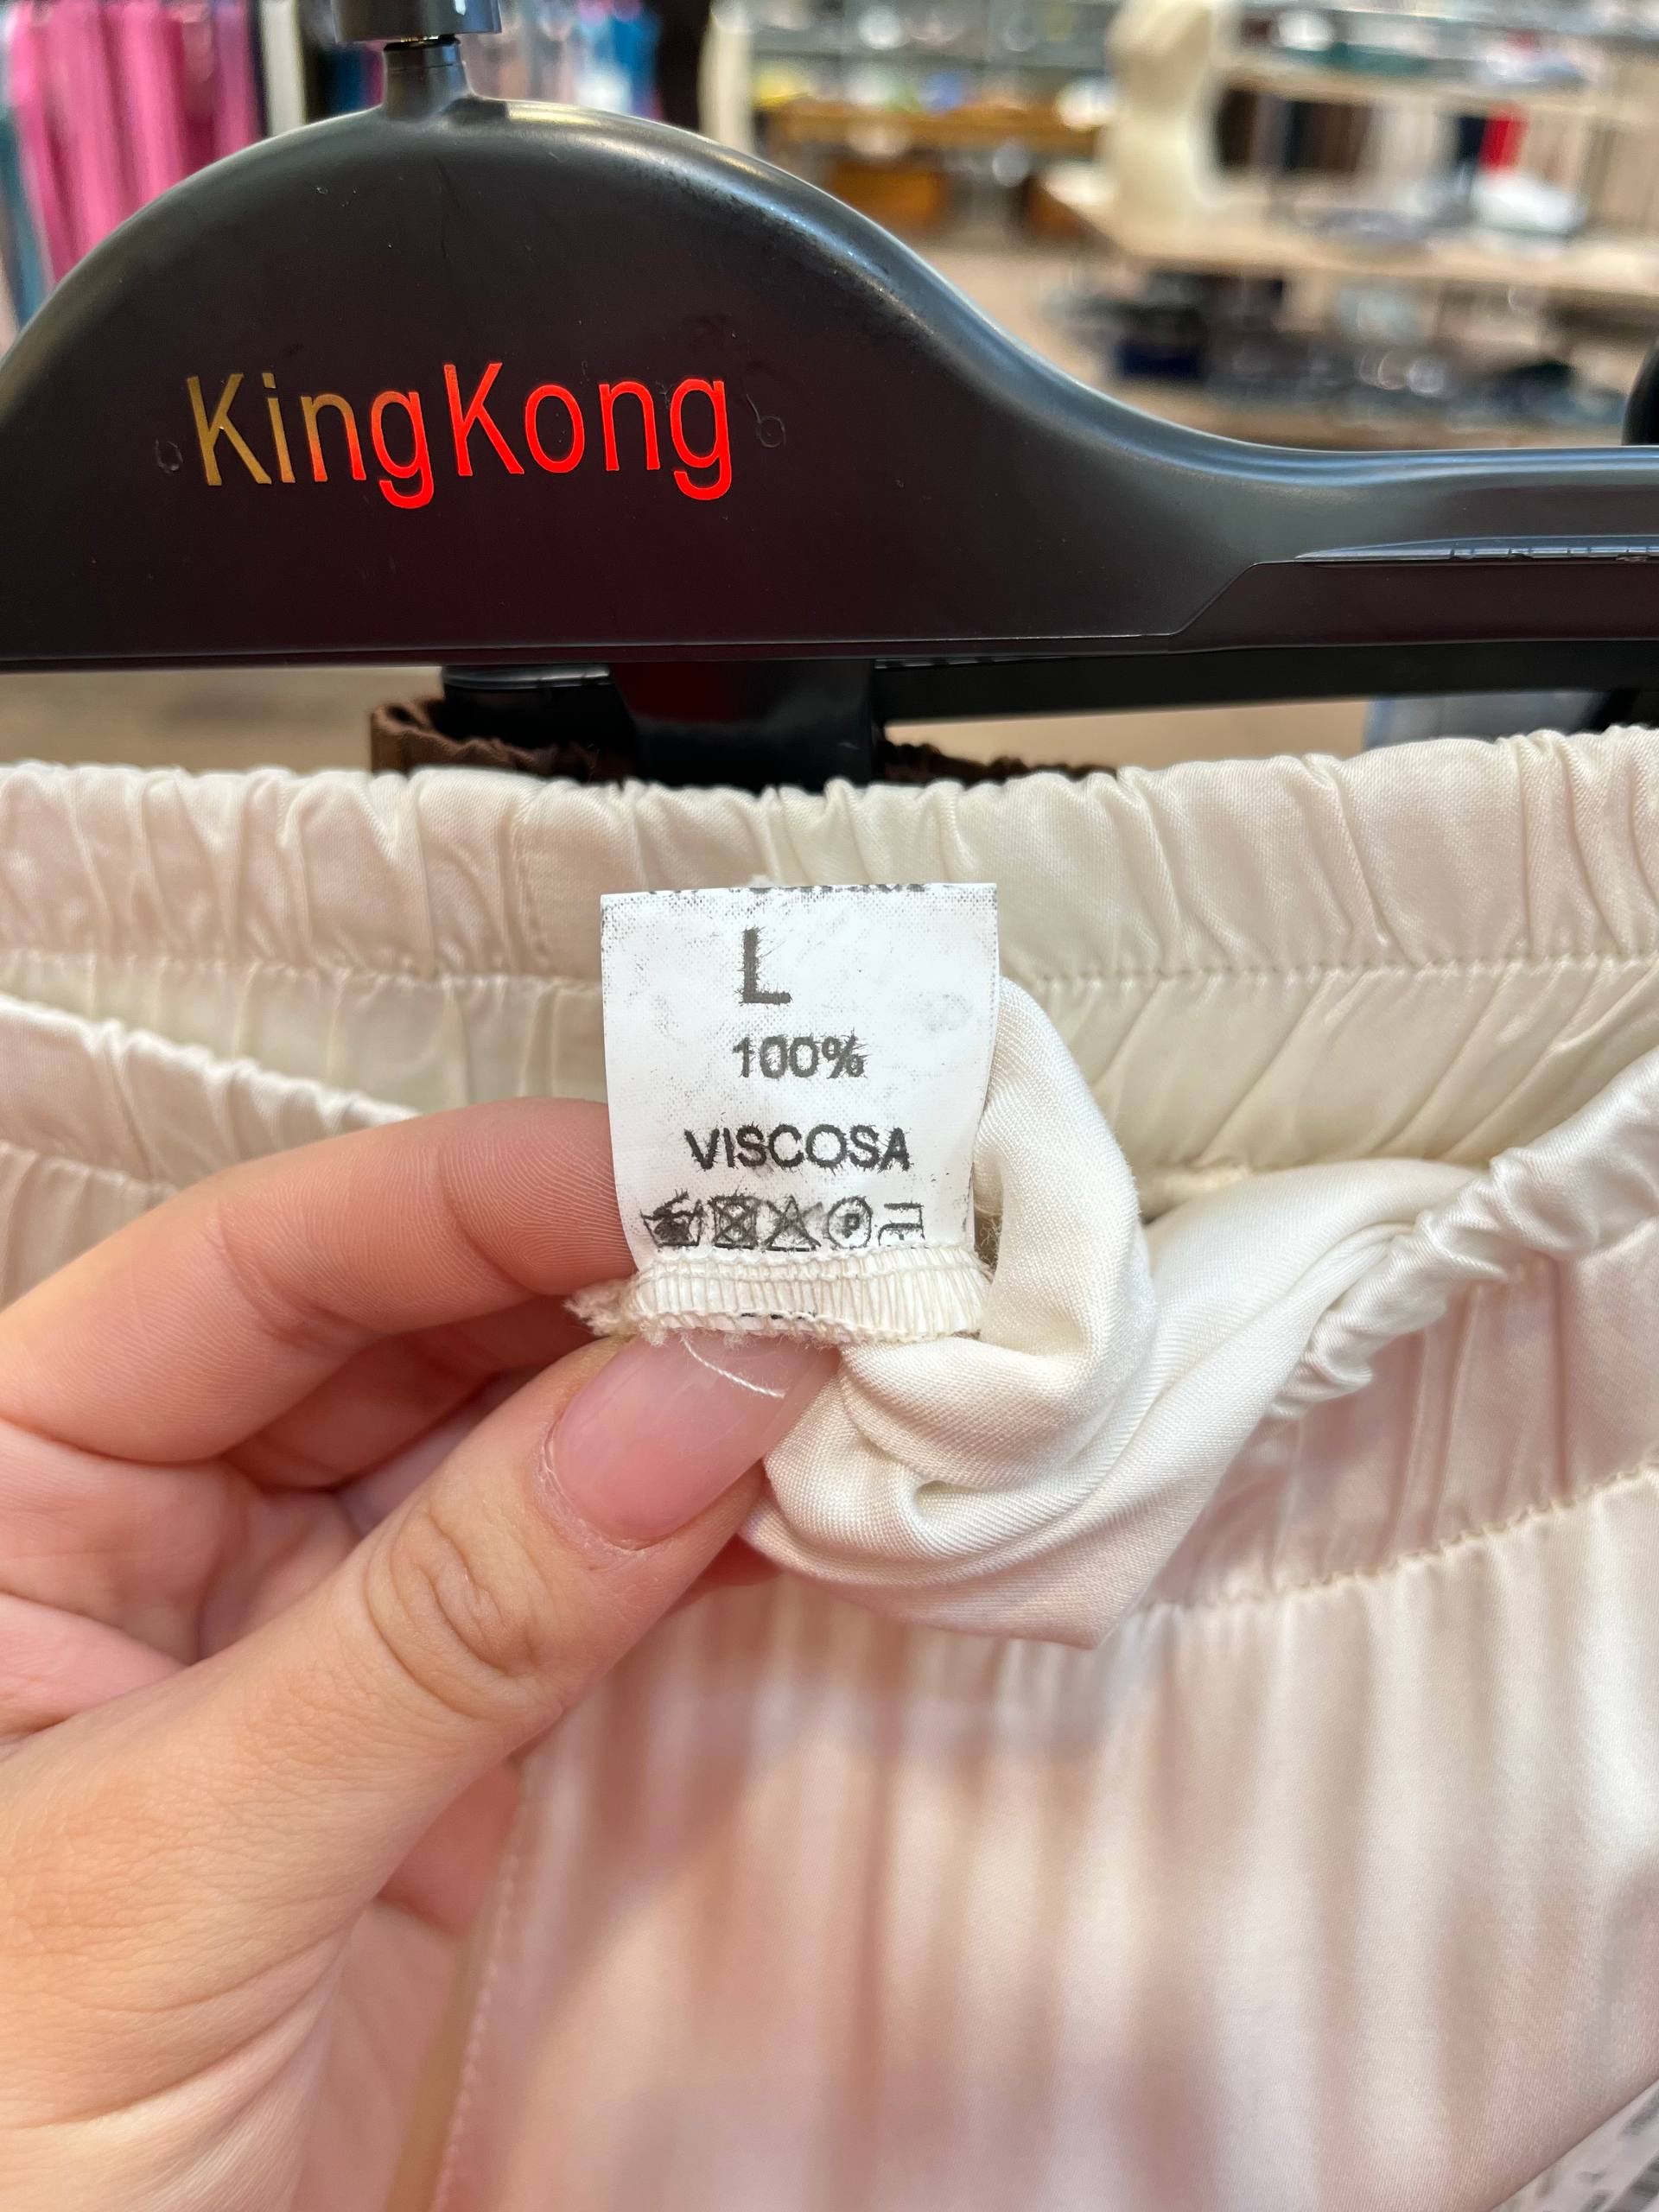 KingKong
L
100%
VISCOSA
P